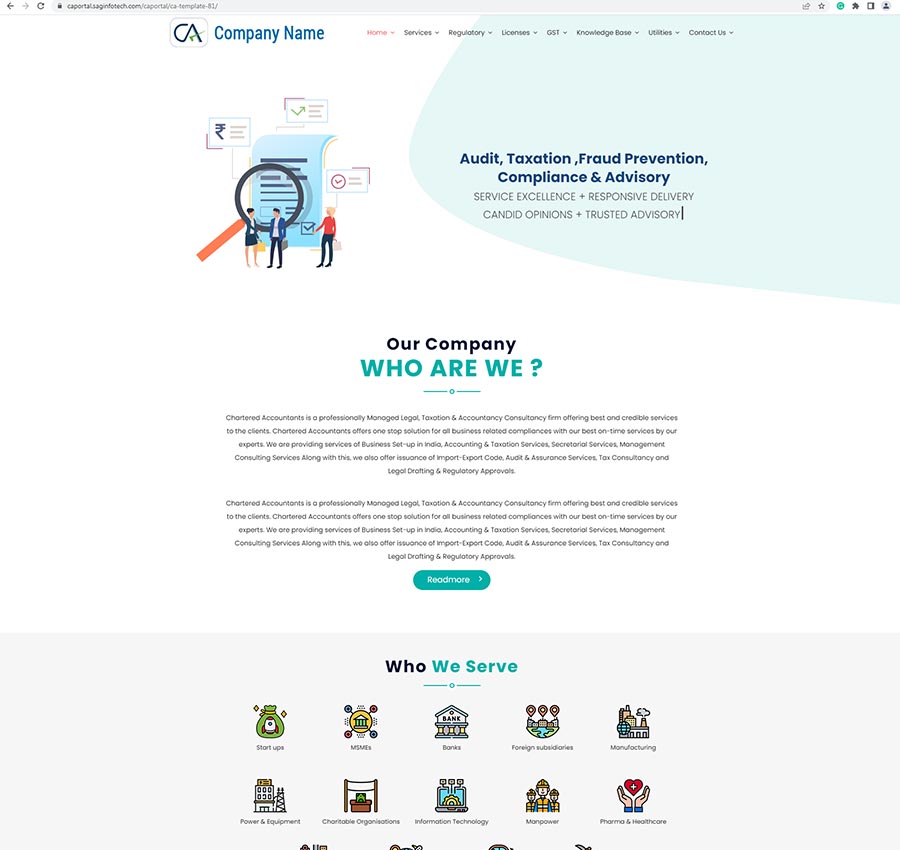 caportal.saginfotech.com/caportal/ca-template-81/
CA Company Name
Home Services Regulatory Licenses GST Knowledge Base Utilities Contact Us
₹
Audit, Taxation ,Fraud Prevention,
Compliance & Advisory
SERVICE EXCELLENCE + RESPONSIVE DELIVERY
CANDID OPINIONS + TRUSTED ADVISORY
Our Company
WHO ARE WE ?
Chartered Accountants is a professionally Managed Legal, Taxation & Accountancy Consultancy firm offering best and credible services
to the clients. Chartered Accountants offers one stop solution for all business related compliances with our best on-time services by our
experts. We are providing services of Business Set-up in India, Accounting & Taxation Services, Secretarial Services, Management
Consulting Services Along with this, we also offer issuance of Import-Export Code, Audit & Assurance Services, Tax Consultancy and
Legal Drafting & Regulatory Approvals.
Chartered Accountants is a professionally Managed Legal, Taxation & Accountancy Consultancy firm offering best and credible services
to the clients. Chartered Accountants offers one stop solution for all business related compliances with our best on-time services by our
experts. We are providing services of Business Set-up in India, Accounting & Taxation Services, Secretarial Services, Management
Consulting Services Along with this, we also offer issuance of Import-Export Code, Audit & Assurance Services, Tax Consultancy and
Legal Drafting & Regulatory Approvals.
Readmore
Who We Serve
BANK
Start ups MSMEs Banks Foreign subsidiaries Manufacturing
Power & Equipment Charitable Organisations Information Technology Manpower Pharma & Healthcare